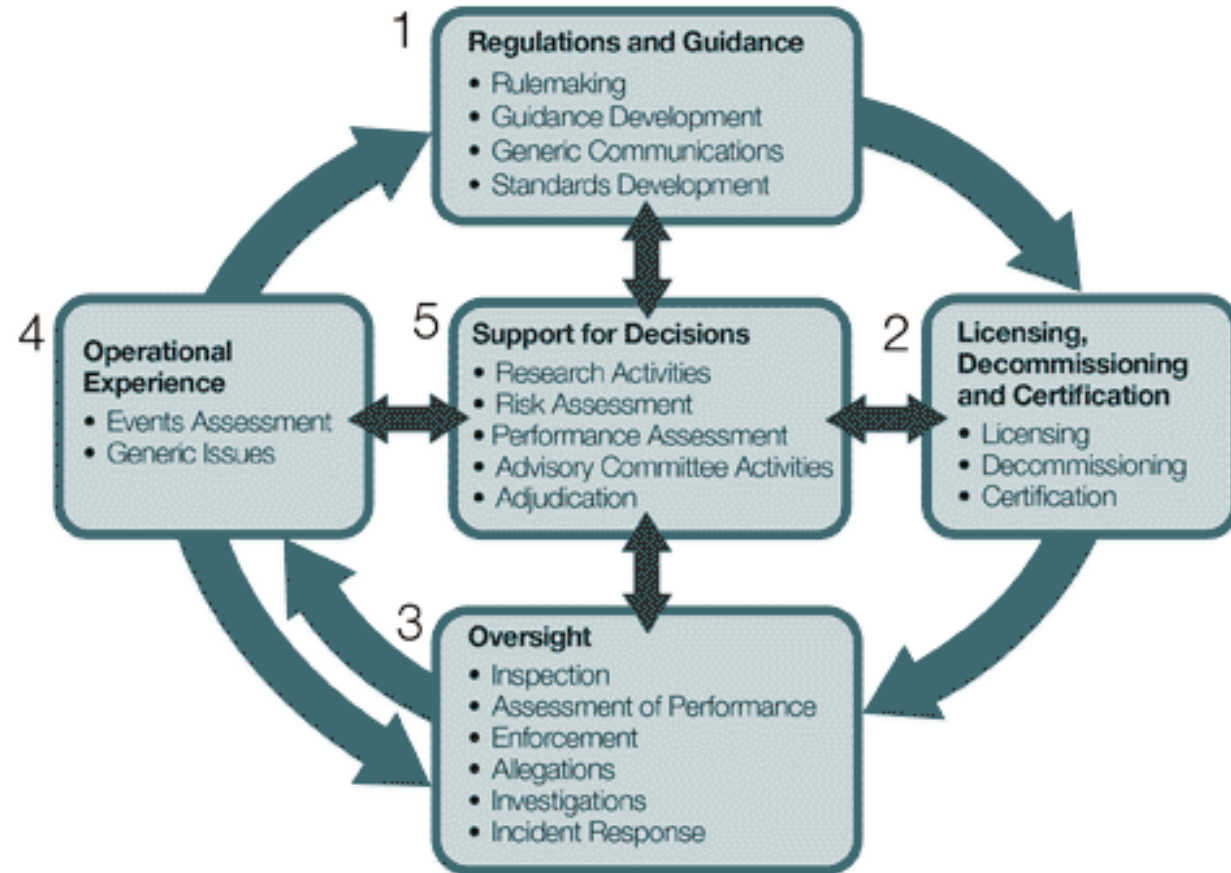 1
Regulations and Guidance
• Rulemaking
• Guidance Development
• Generic Communications
• Standards Development
4
Operational
Experience
• Events Assessment
• Generic Issues
5
Support for Decisions
• Research Activities
• Risk Assessment
• Performance Assessment
• Advisory Committee Activities
• Adjudication
2
Licensing,
Decommissioning
and Certification
• Licensing
• Decommissioning
• Certification
3
Oversight
• Inspection
• Assessment of Performance
• Enforcement
• Allegations
• Investigations
• Incident Response